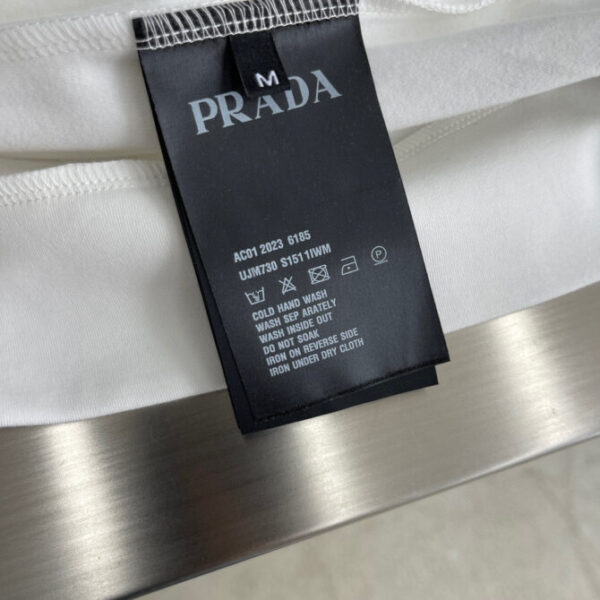 M
PRADA
AC01 2023 6185
UJM730 S151 1IWM
P
COLD HAND WASH
WASH SEP ARATELY
WASH INSIDE OUT
DO NOT SOAK
IRON ON REVERSE SIDE
IRON UNDER DRY CLOTH